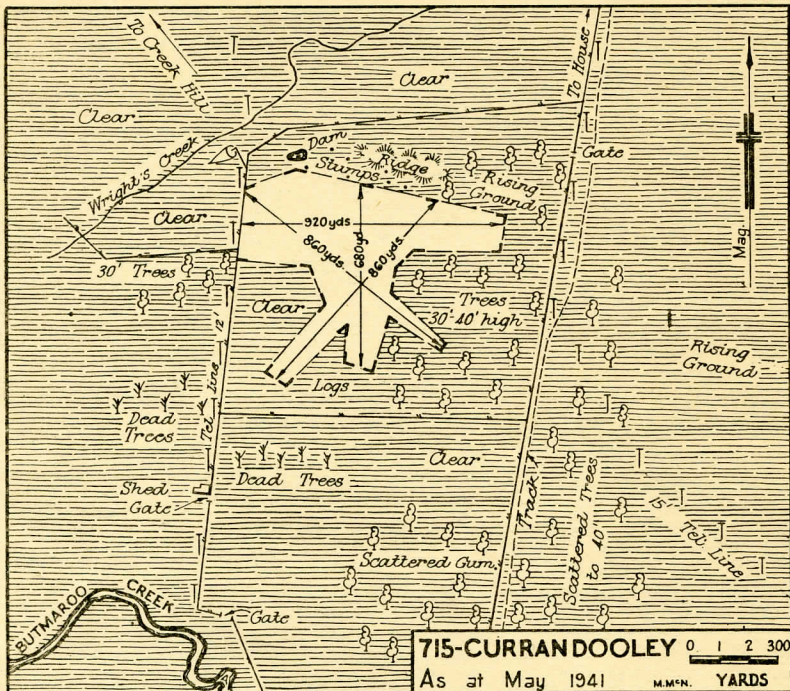 To Creek Hill
Clear
To House
Clear
Wright's Creek
Dam
Stumps
Ridge
Rising
Ground
Gate
Mag.
Clear
920 yds.
860 yds.
680 yd
860 yds.
30' Trees
Clear
Trees
30'-40' high
Tel Line 12'
Rising
Ground
Logs
Dead
Trees
Dead Trees
Clear
Shed
Gate
Track
Scattered Trees
to 40'
15' Tel Line
Scattered Gum.
Gate
BUTMAROO CREEK
715-CURRANDOOLEY
0 1 2 300
As at May 1941
M.McN.
YARDS